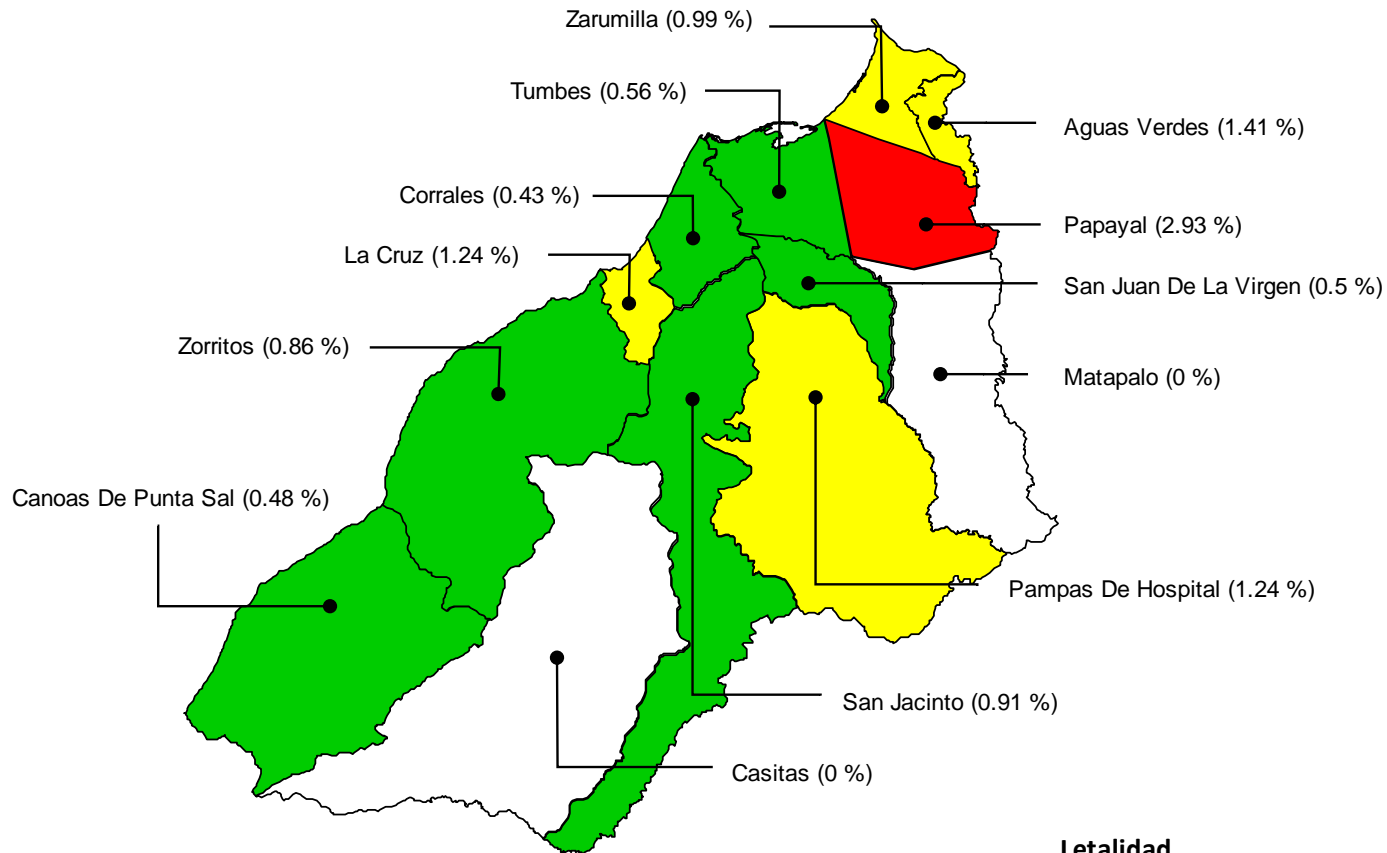 Zarumilla (0.99 %)
Tumbes (0.56 %)
Aguas Verdes (1.41 %)
Corrales (0.43 %)
Papayal (2.93 %)
La Cruz (1.24 %)
San Juan De La Virgen (0.5 %)
Zorritos (0.86 %)
Matapalo (0 %)
Canoas De Punta Sal (0.48 %)
Pampas De Hospital (1.24 %)
San Jacinto (0.91 %)
Casitas (0 %)
Letalidad